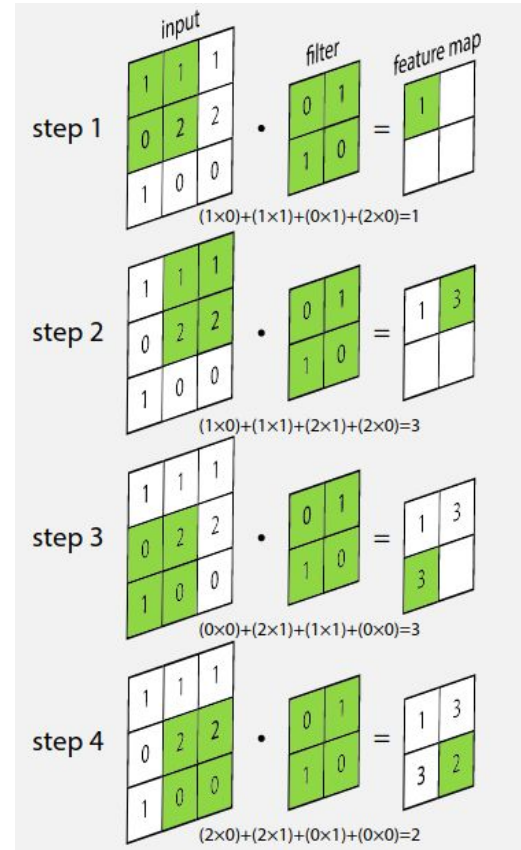 input filter feature map
1 1 1
0 1 1
step 1 0 2 2 • =
1 0
1 0 0
(1×0)+(1×1)+(0×1)+(2×0)=1
1 1 1
0 1 1 3
step 2 0 2 2 • =
1 0
1 0 0
(1×0)+(1×1)+(2×1)+(2×0)=3
1 1 1
0 1 1 3
step 3 0 2 2 • =
1 0 3
1 0 0
(0×0)+(2×1)+(1×1)+(0×0)=3
1 1 1
0 1 1 3
step 4 0 2 2 • =
1 0 3 2
1 0 0
(2×0)+(2×1)+(0×1)+(0×0)=2